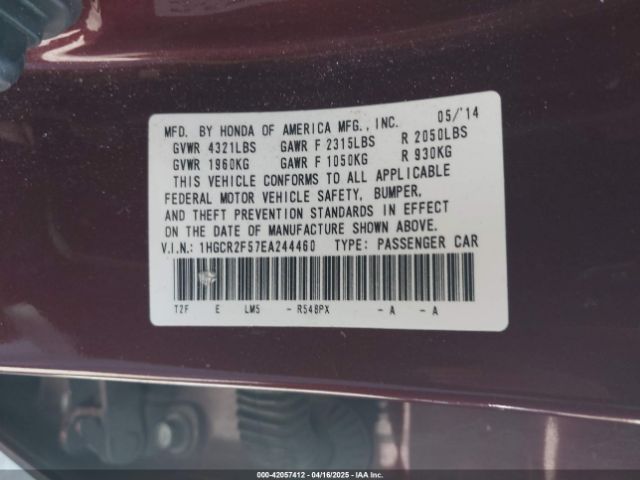 MFD. BY HONDA OF AMERICA MFG., INC. 05/'14
GVWR 4321LBS GAWR F 2315LBS R 2050LBS
GVWR 1960KG GAWR F 1050KG R 930KG
THIS VEHICLE CONFORMS TO ALL APPLICABLE
FEDERAL MOTOR VEHICLE SAFETY, BUMPER,
AND THEFT PREVENTION STANDARDS IN EFFECT
ON THE DATE OF MANUFACTURE SHOWN ABOVE.
V.I.N.: 1HGCR2F57EA244460 TYPE: PASSENGER CAR
T2F E LM5 - R548PX - A - A
000-42057412 - 04/16/2025 - IAAI.COM